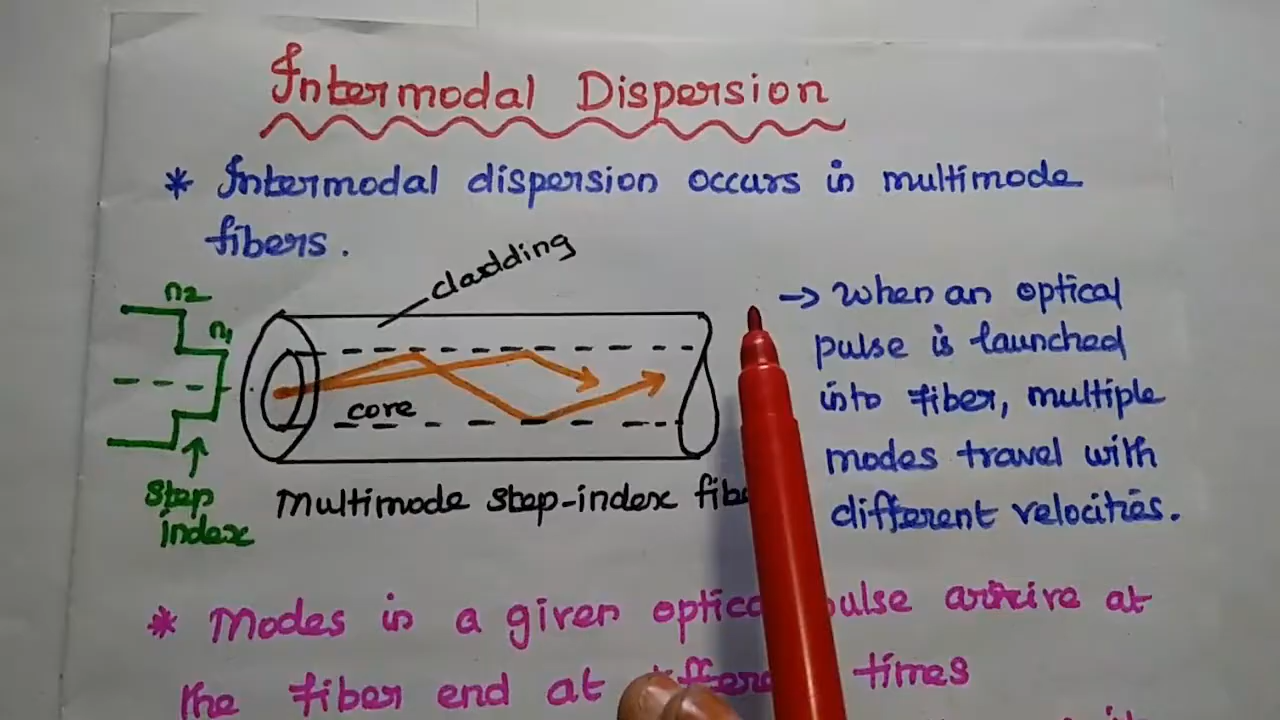 Intermodal Dispersion
* Intermodal dispersion occurs in multimode
fibers.
cladding
n2
n1
core
Step
index
Multimode step-index
→ When an optical
pulse is launched
into fiber, multiple
modes travel with
different velocities.
* Modes in a given pulse arrive at
the fiber end at times